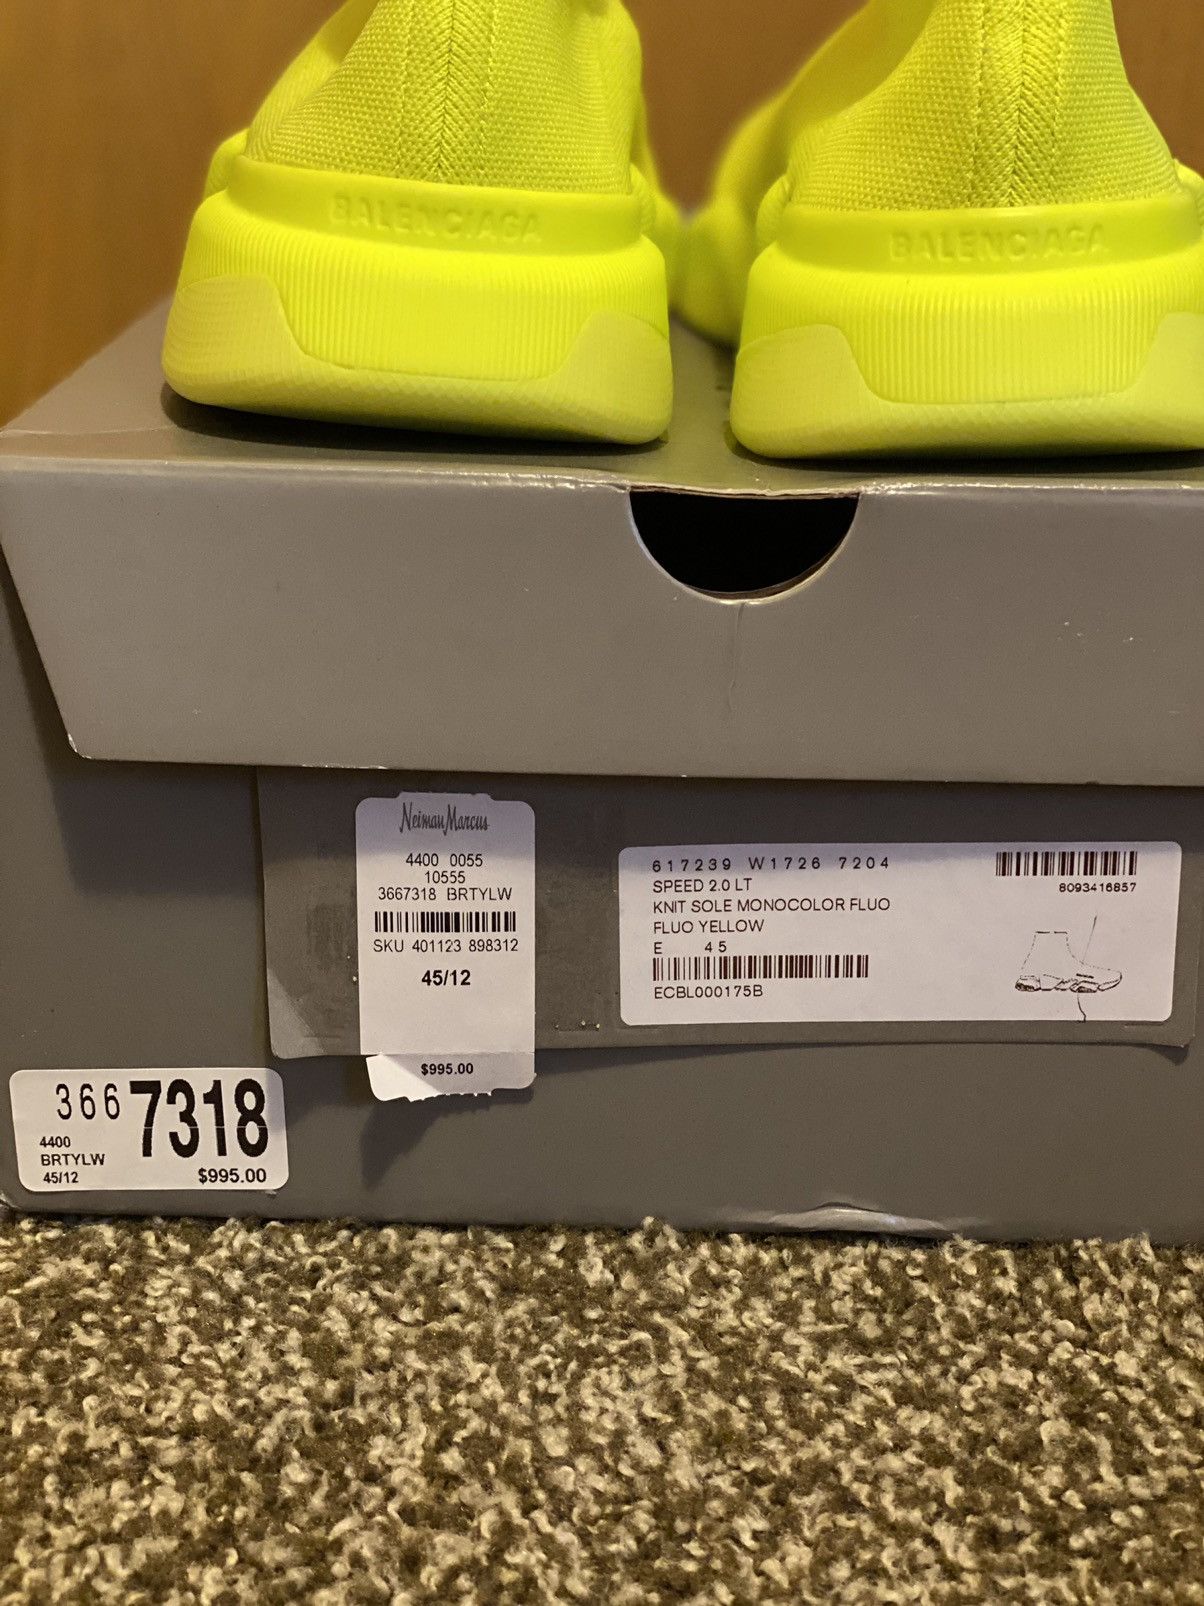 BALENCIAGA
BALENCIAGA
Neiman Marcus
4400 0055
10555
3667318 BRTYLW
SKU 401123 898312
45/12
$995.00
617239 W1726 7204
SPEED 2.0 LT
KNIT SOLE MONOCOLOR FLUO
FLUO YELLOW
E 45
ECBL000175B
8093416857
366 7318
4400
BRTYLW
45/12
$995.00